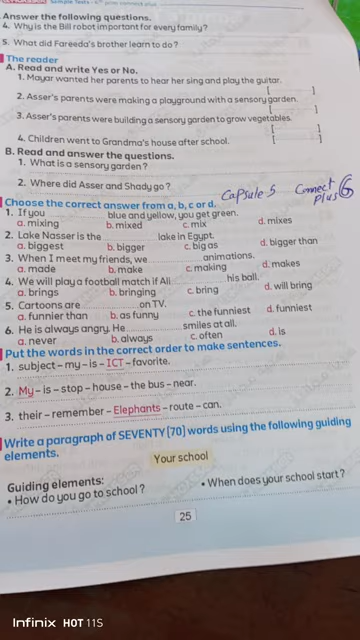 Answer the following questions.
4. Why is the Bill robot important for every family?
5. What did Fareeda's brother learn to do?
The reader
A. Read and write Yes or No.
1. Mayar wanted her parents to hear her sing and play the guitar.
[ ]
2. Asser's parents were making a playground with a sensory garden.
[ ]
3. Asser's parents were building a sensory garden to grow vegetables.
[ ]
4. Children went to Grandma's house after school. [ ]
B. Read and answer the questions.
1. What is a sensory garden?
2. Where did Asser and Shady go?
Capsule 5 Connect plus 6
Choose the correct answer from a, b, c or d.
1. If you ........ blue and yellow, you get green.
a. mixing b. mixed c. mix d. mixes
2. Lake Nasser is the ........ lake in Egypt.
a. biggest b. bigger c. big as d. bigger than
3. When I meet my friends, we ........ animations.
a. made b. make c. making d. makes
4. We will play a football match if Ali ........ his ball.
a. brings b. bringing c. bring d. will bring
5. Cartoons are ........ on TV.
a. funnier than b. as funny c. the funniest d. funniest
6. He is always angry. He ........ smiles at all.
a. never b. always c. often d. is
Put the words in the correct order to make sentences.
1. subject – my – is – ICT – favorite.
2. My – is – stop – house – the bus – near.
3. their – remember – Elephants – route – can.
Write a paragraph of SEVENTY [70] words using the following guiding
elements.
Your school
Guiding elements:
• How do you go to school? • When does your school start?
25
Infinix HOT 11S